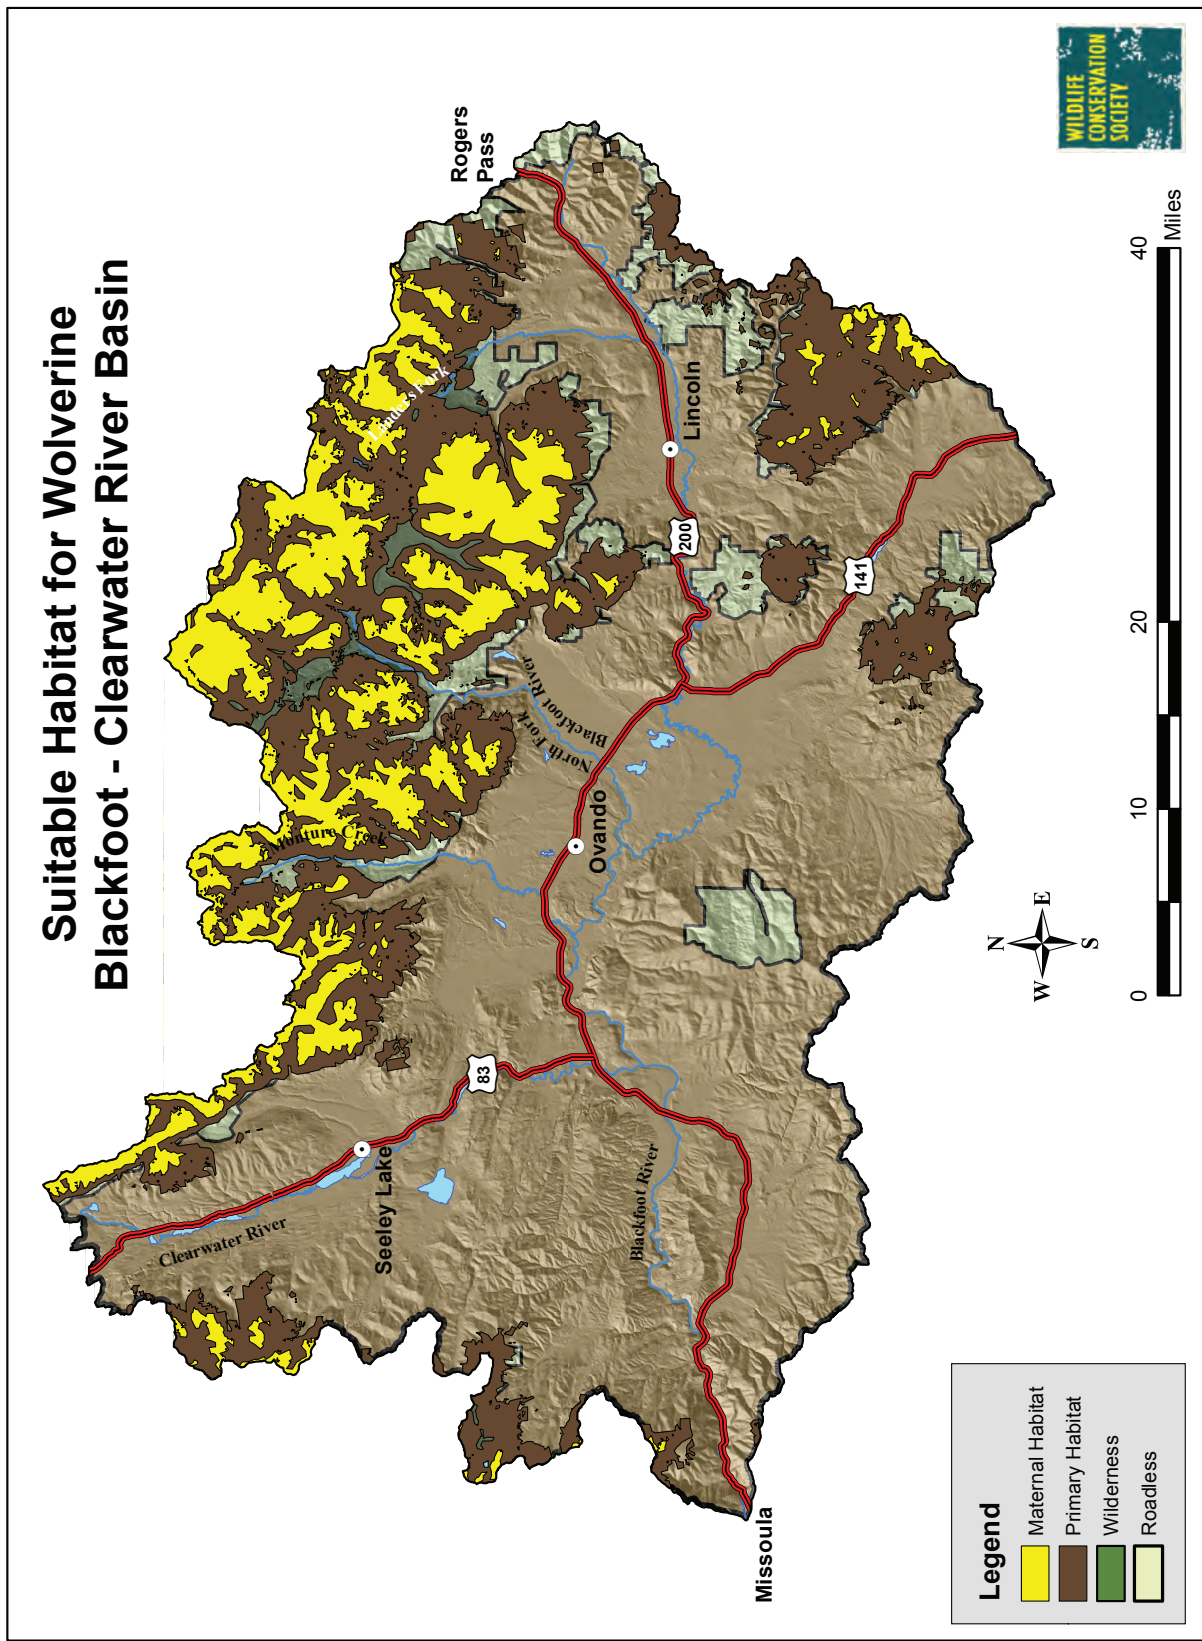 Suitable Habitat for Wolverine
Blackfoot - Clearwater River Basin
Rogers
Pass
WILDLIFE
CONSERVATION
SOCIETY
Landers Fork
Monture Creek
North Fork
Blackfoot River
Clearwater River
Seeley Lake
83
Ovando
200
Lincoln
141
Blackfoot River
Missoula
N
W
E
S
0
10
20
40
Miles
Legend
Maternal Habitat
Primary Habitat
Wilderness
Roadless